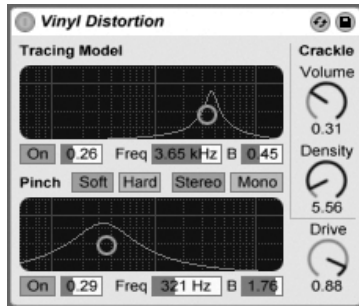 Vinyl Distortion
Tracing Model
On 0.26 Freq 3.65 kHz B 0.45
Pinch Soft Hard Stereo Mono
On 0.29 Freq 321 Hz B 1.76
Crackle
Volume
0.31
Density
5.56
Drive
0.88